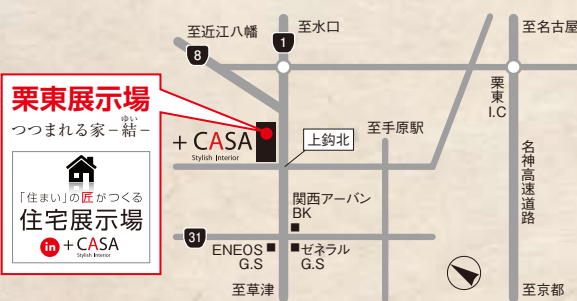 至近江八幡
至水口
至名古屋
1
8
栗東展示場
つつまれる家-結-
ゆい
「住まい」の匠がつくる
住宅展示場
in +CASA
Stylish Interior
+CASA
Stylish Interior
上鈎北
至手原駅
栗東
I.C
名神高速道路
関西アーバン
BK
31
ENEOS
G.S
ゼネラル
G.S
至草津
至京都